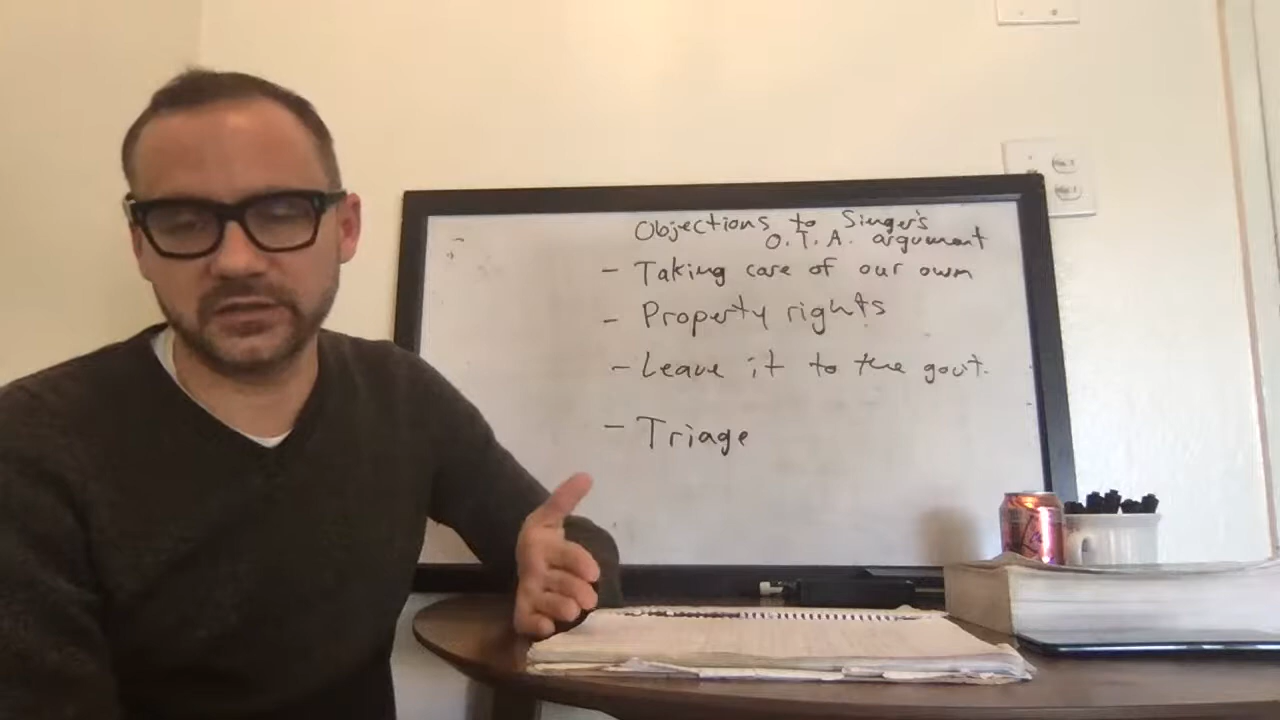 Objections to Singer's
O.T.A. argument
- Taking care of our own
- Property rights
- Leave it to the gov't.
- Triage